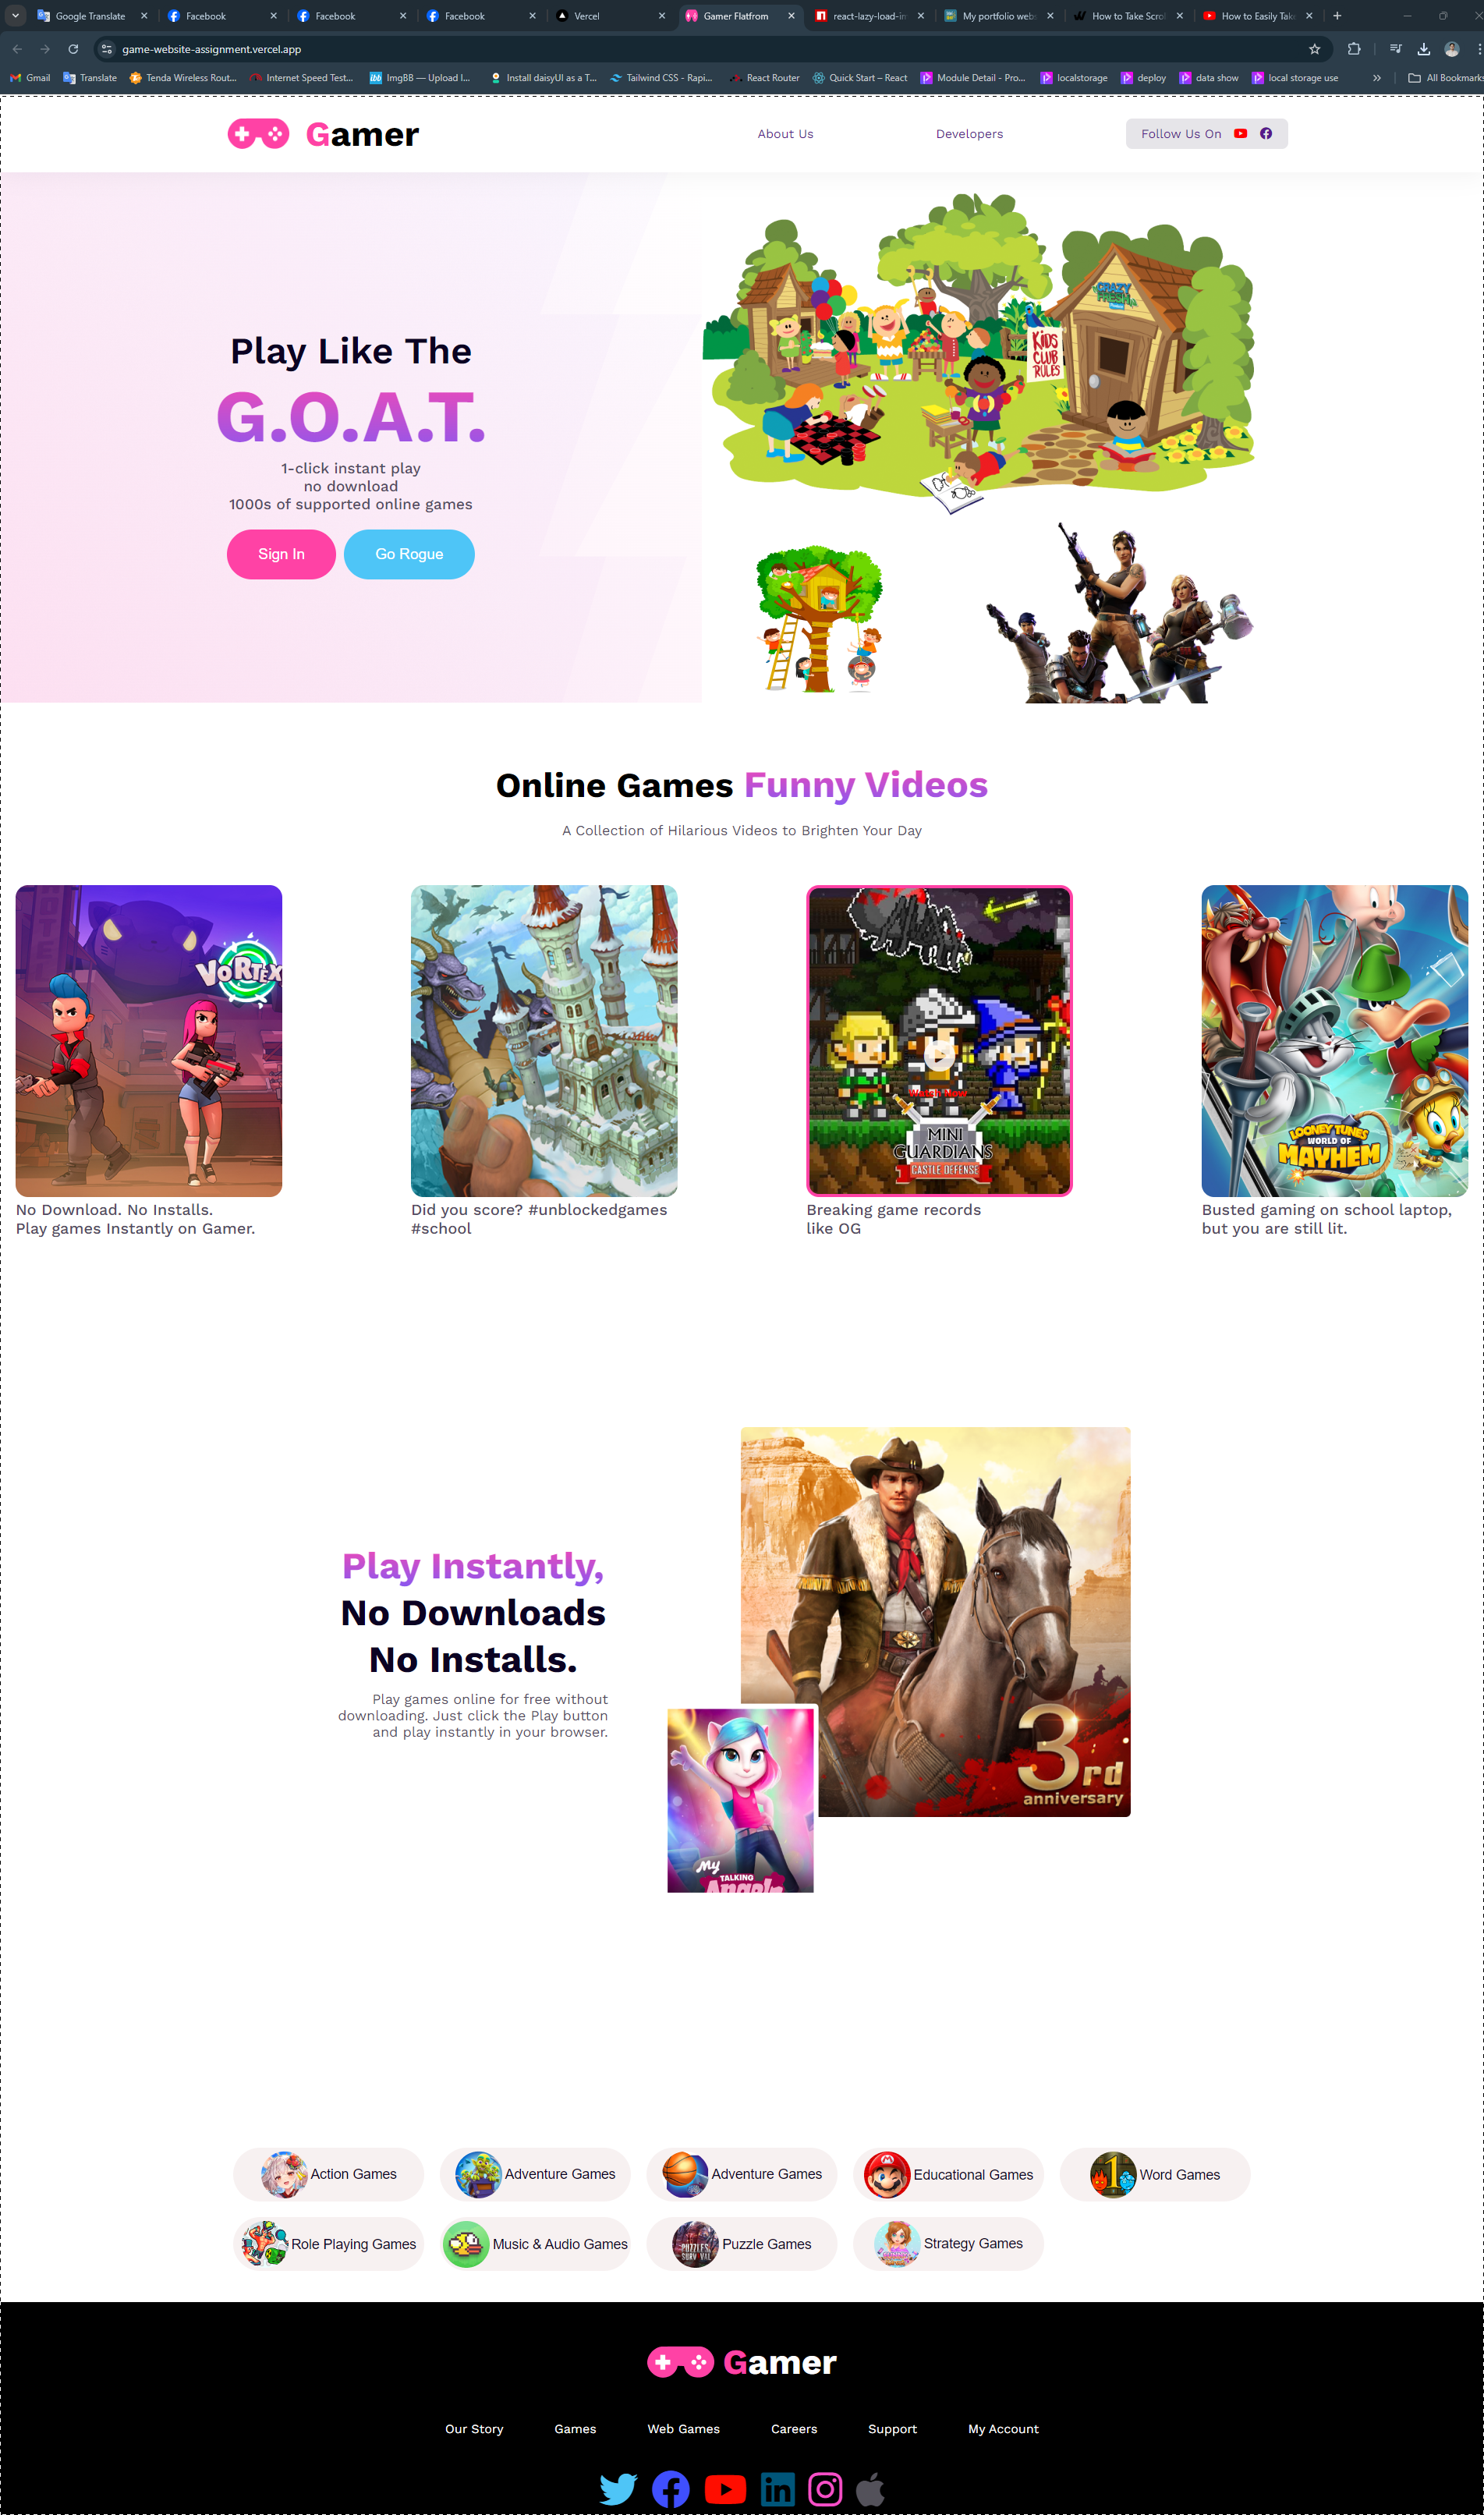 Google Translate
Facebook
Facebook
Facebook
Vercel
Gamer Flatfrom
react-lazy-load-im
My portfolio webs
How to Take Scrol
How to Easily Take
game-website-assignment.vercel.app
Gmail
Translate
Tenda Wireless Rout...
Internet Speed Test...
ImgBB — Upload I...
Install daisyUI as a T...
Tailwind CSS - Rapi...
React Router
Quick Start – React
Module Detail - Pro...
localstorage
deploy
data show
local storage use
All Bookmarks
Gamer
About Us
Developers
Follow Us On
Play Like The
G.O.A.T.
1-click instant play
no download
1000s of supported online games
Sign In
Go Rogue
CRAZY
FRESH
KIDS
CLUB
RULES
Online Games Funny Videos
A Collection of Hilarious Videos to Brighten Your Day
VORTEX
Watch Now
MINI
GUARDIANS
CASTLE DEFENSE
LOONEY TUNES
WORLD OF
MAYHEM
No Download. No Installs.
Play games Instantly on Gamer.
Did you score? #unblockedgames
#school
Breaking game records
like OG
Busted gaming on school laptop,
but you are still lit.
Play Instantly,
No Downloads
No Installs.
Play games online for free without
downloading. Just click the Play button
and play instantly in your browser.
3rd
anniversary
My
TALKING
Angela
Action Games
Adventure Games
Adventure Games
Educational Games
Word Games
Role Playing Games
Music & Audio Games
Puzzle Games
Strategy Games
Gamer
Our Story
Games
Web Games
Careers
Support
My Account